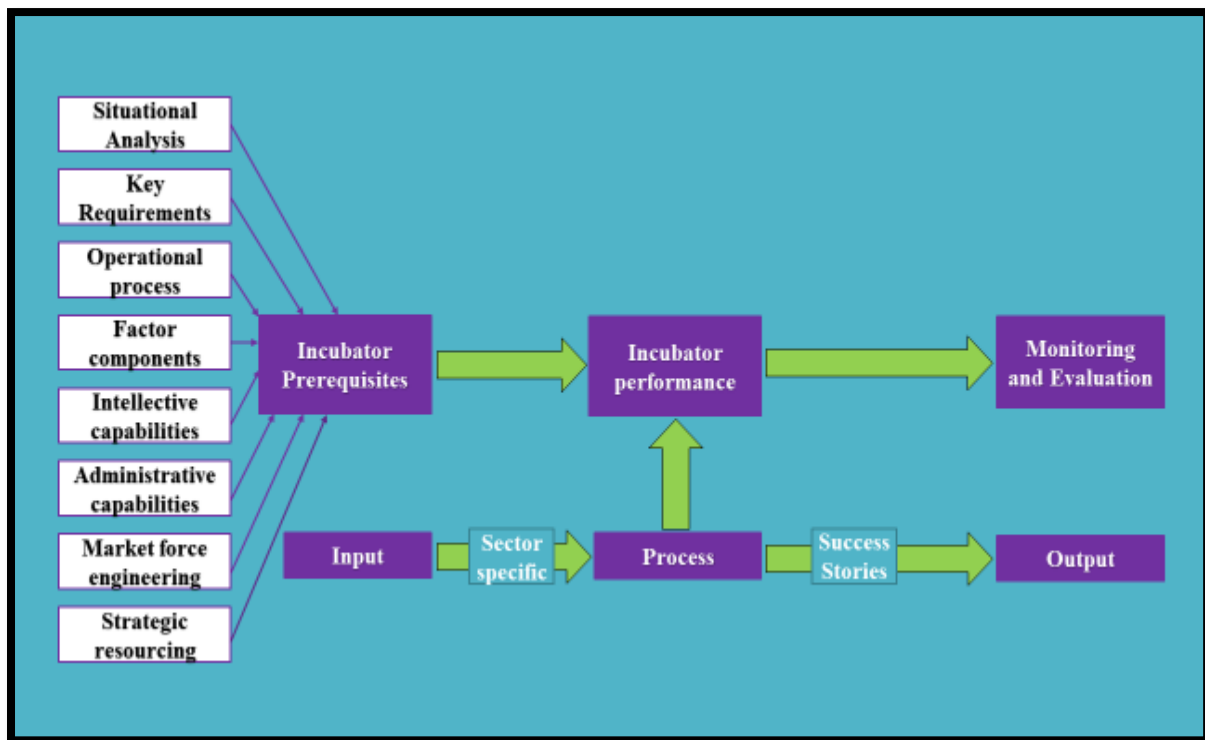 Situational
Analysis
Key
Requirements
Operational
process
Factor
components
Intellective
capabilities
Administrative
capabilities
Market force
engineering
Strategic
resourcing
Incubator
Prerequisites
Incubator
performance
Monitoring
and Evaluation
Input
Sector
specific
Process
Success
Stories
Output